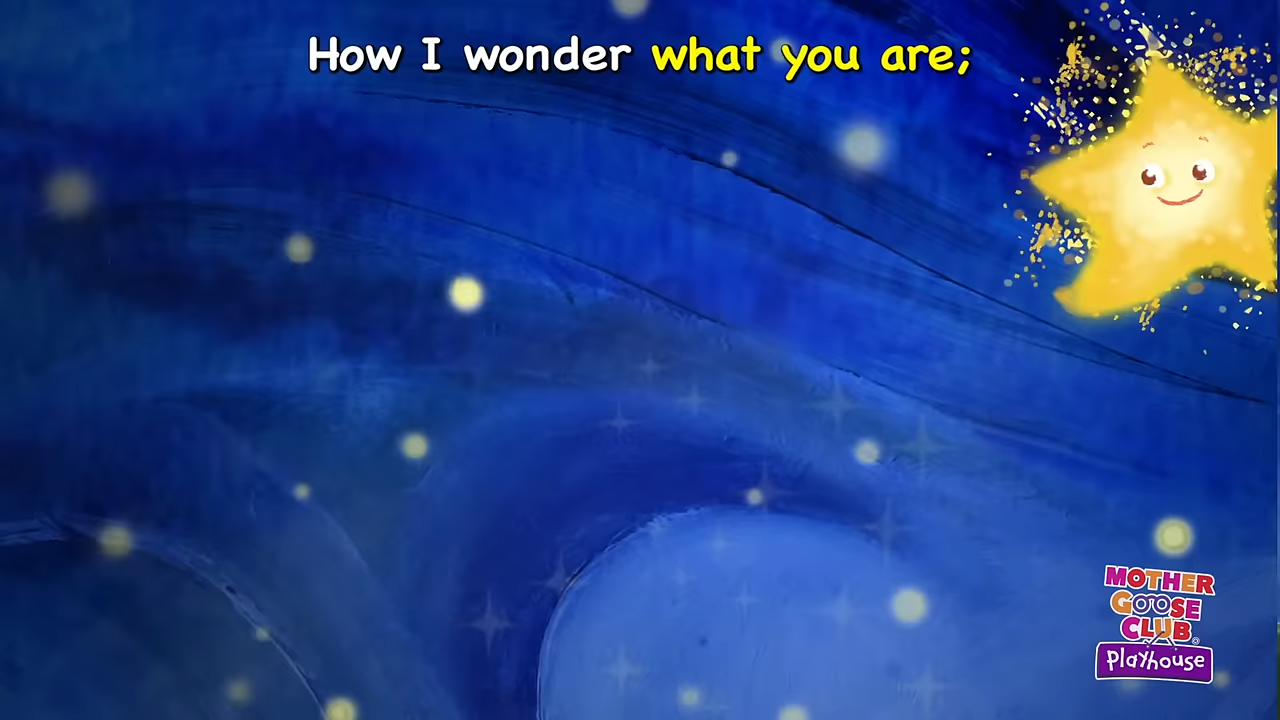 How I wonder what you are;
MOTHER
GOOSE
CLUB
Playhouse